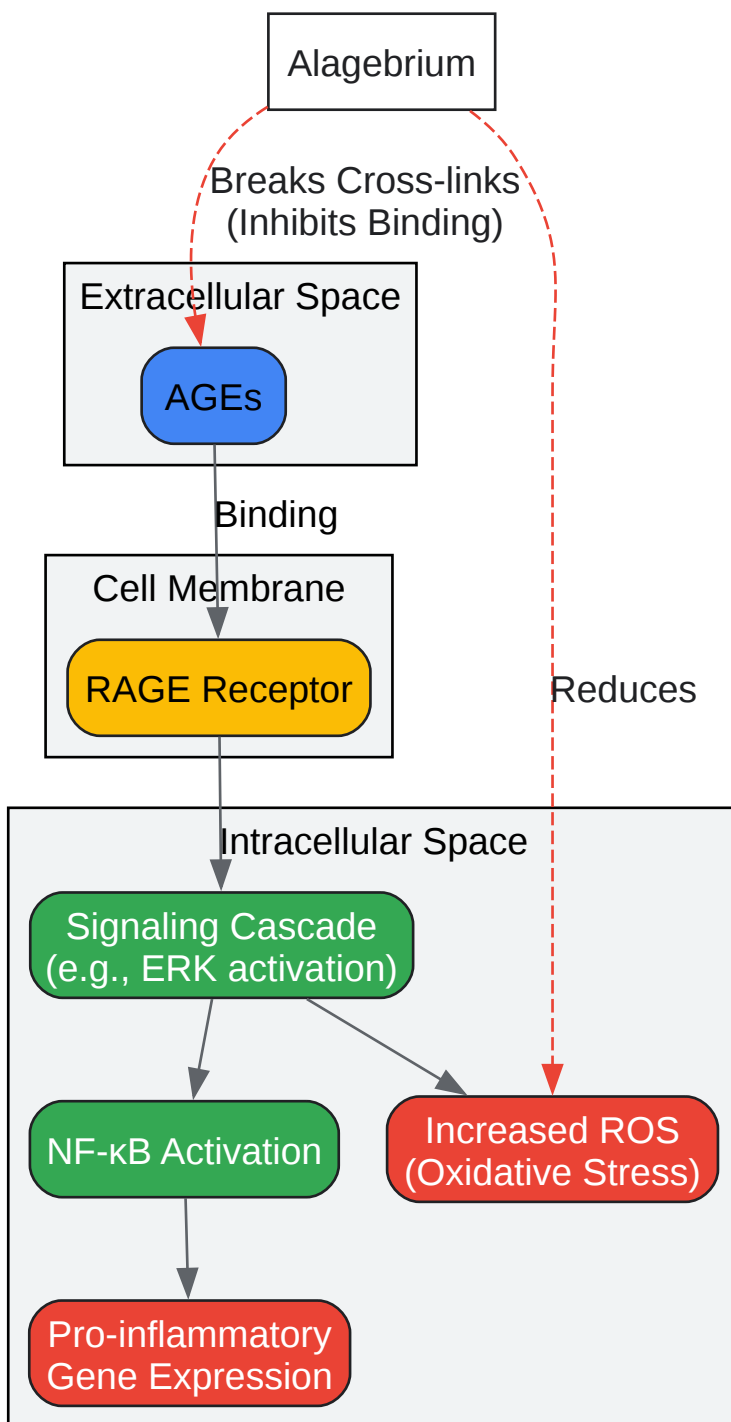 Alagebrium
Breaks Cross-links
(Inhibits Binding)
Extracellular Space
AGEs
Binding
Cell Membrane
RAGE Receptor
Reduces
Intracellular Space
Signaling Cascade
(e.g., ERK activation)
NF-κB Activation
Increased ROS
(Oxidative Stress)
Pro-inflammatory
Gene Expression